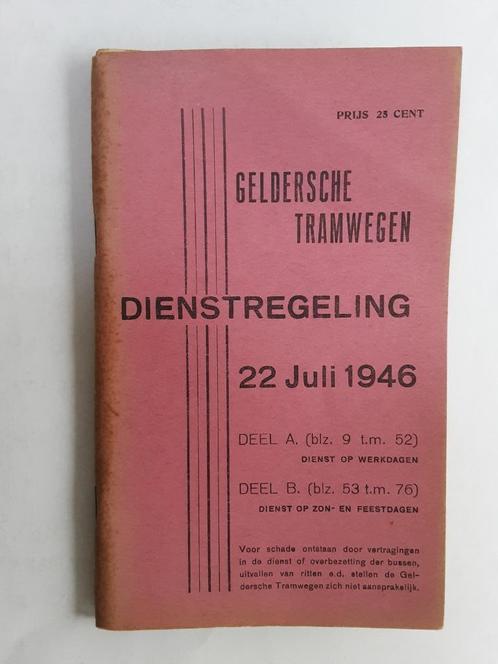 PRIJS 25 CENT
GELDERSCHE
TRAMWEGEN
DIENSTREGELING
22 Juli 1946
DEEL A. (blz. 9 t.m. 52)
DIENST OP WERKDAGEN
DEEL B. (blz. 53 t.m. 76)
DIENST OP ZON- EN FEESTDAGEN
Voor schade ontstaan door vertragingen
in de dienst of overbezetting der bussen,
uitvallen van ritten e.d. stellen de Gel-
dersche Tramwegen zich niet aansprakelijk.